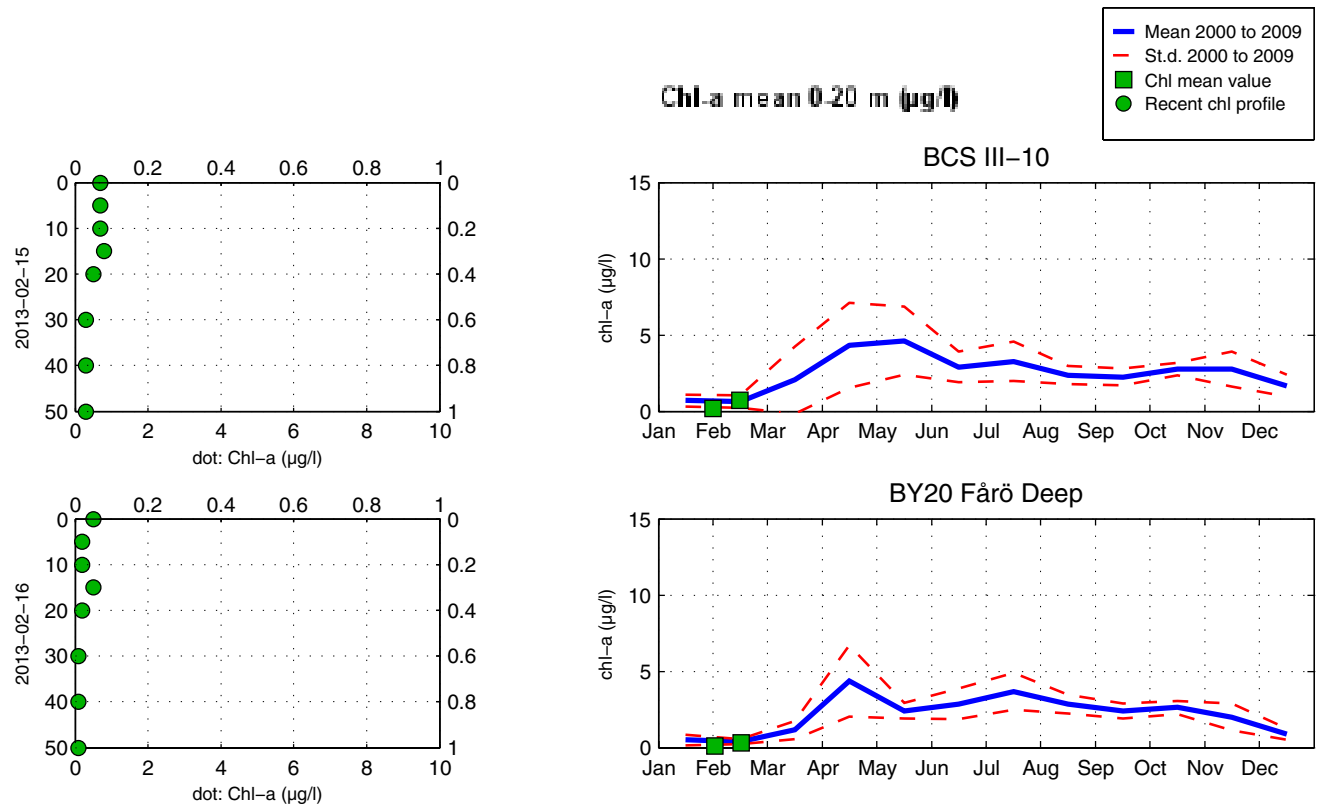 Mean 2000 to 2009
St.d. 2000 to 2009
Chl mean value
Recent chl profile
Chl-a mean 0-20 m (µg/l)
0 0.2 0.4 0.6 0.8 1
0 10 20 30 40 50
0 0.2 0.4 0.6 0.8 1
2013-02-15
0 2 4 6 8 10
dot: Chl-a (µg/l)
BCS III-10
15
10
5
0
chl-a (µg/l)
Jan Feb Mar Apr May Jun Jul Aug Sep Oct Nov Dec
0 0.2 0.4 0.6 0.8 1
0 10 20 30 40 50
0 0.2 0.4 0.6 0.8 1
2013-02-16
0 2 4 6 8 10
dot: Chl-a (µg/l)
BY20 Fårö Deep
15
10
5
0
chl-a (µg/l)
Jan Feb Mar Apr May Jun Jul Aug Sep Oct Nov Dec